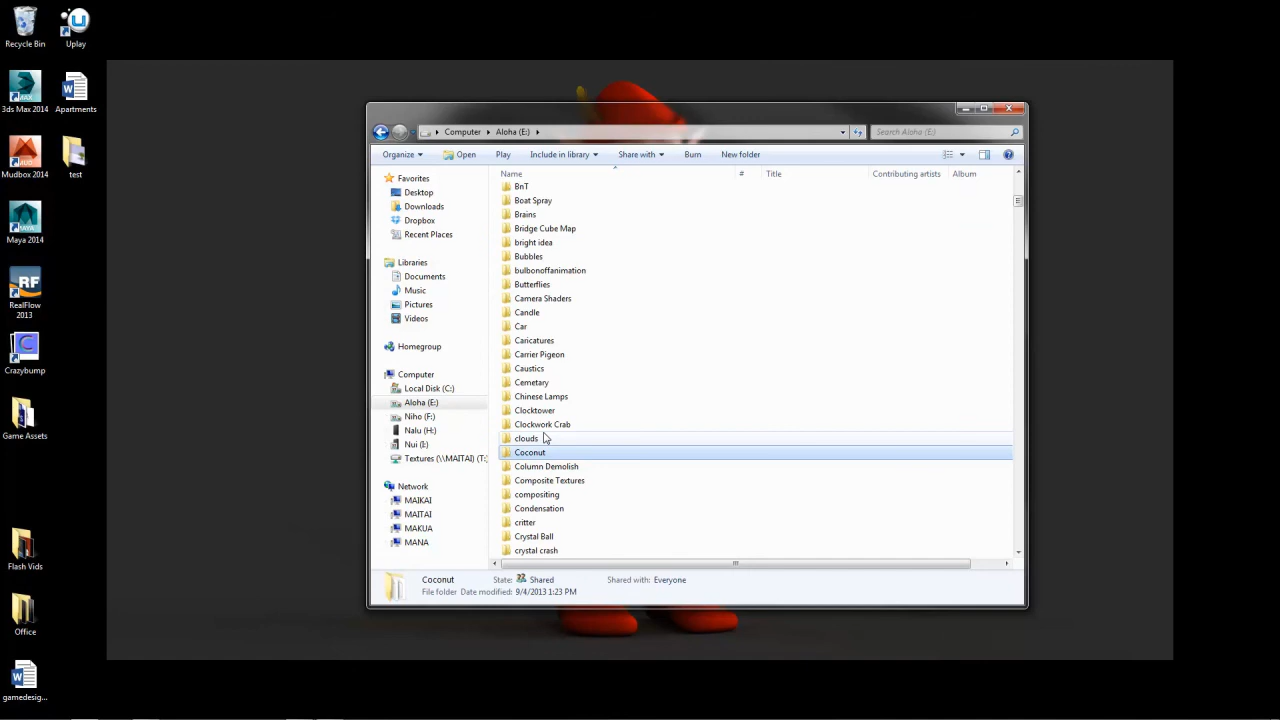 Recycle Bin
Uplay
3ds Max 2014
Apartments
Mudbox 2014
test
Maya 2014
RealFlow
2013
Crazybump
Game Assets
Flash Vids
Office
gamedesig...
Computer
Aloha (E:)
Search Aloha (E:)
Organize
Open
Play
Include in library
Share with
Burn
New folder
Favorites
Desktop
Downloads
Dropbox
Recent Places
Libraries
Documents
Music
Pictures
Videos
Homegroup
Computer
Local Disk (C:)
Aloha (E:)
Niho (F:)
Nalu (H:)
Nui (I:)
Textures (\\MAITAI) (T:)
Network
MAIKAI
MAITAI
MAKUA
MANA
Name
#
Title
Contributing artists
Album
BnT
Boat Spray
Brains
Bridge Cube Map
bright idea
Bubbles
bulbonoffanimation
Butterflies
Camera Shaders
Candle
Car
Caricatures
Carrier Pigeon
Caustics
Cemetary
Chinese Lamps
Clocktower
Clockwork Crab
clouds
Coconut
Column Demolish
Composite Textures
compositing
Condensation
critter
Crystal Ball
crystal crash
Coconut
State:
Shared
Shared with: Everyone
File folder
Date modified: 9/4/2013 1:23 PM